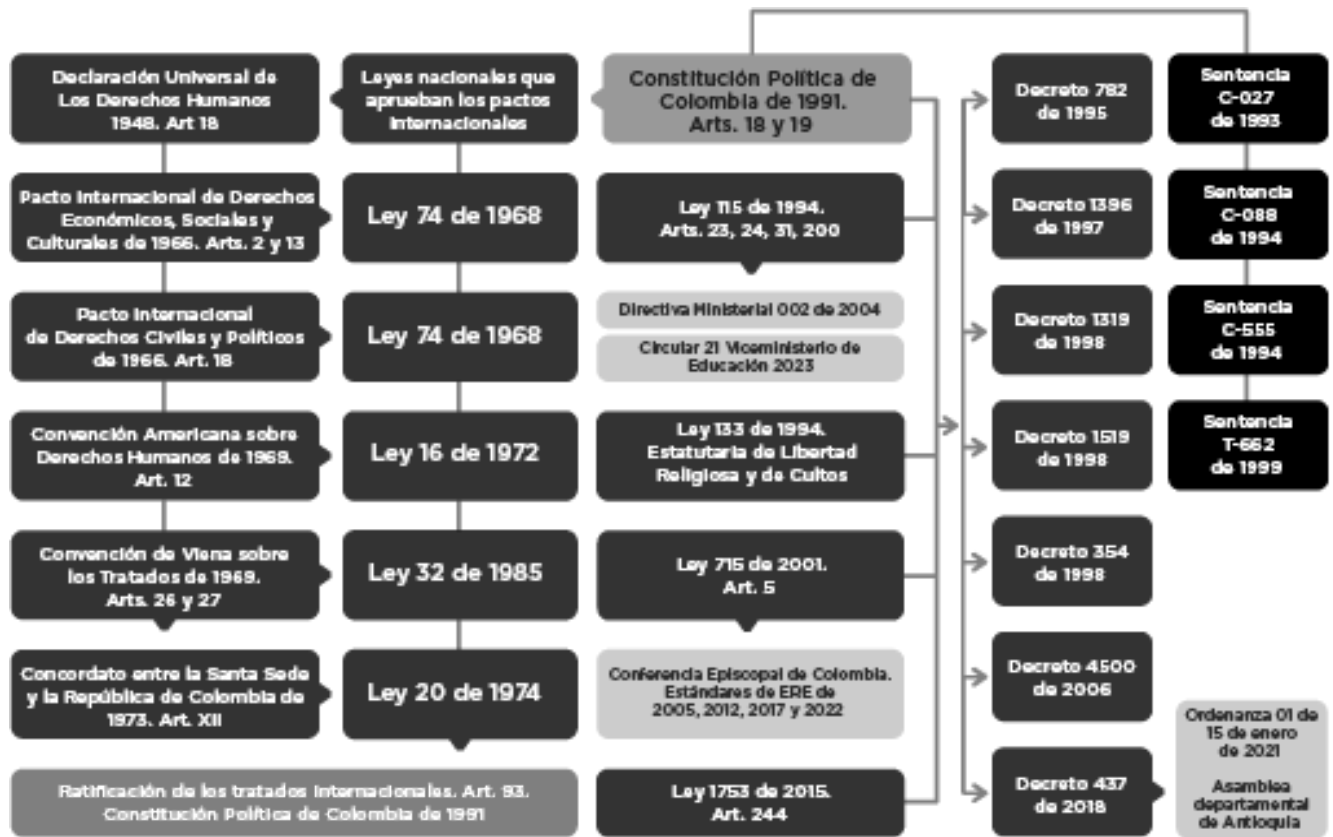 Declaración Universal de
Los Derechos Humanos
1948. Art 18
Leyes nacionales que
aprueban los pactos
internacionales
Constitución Política de
Colombia de 1991.
Arts. 18 y 19
Decreto 782
de 1995
Sentencia
C-027
de 1993
Pacto Internacional de Derechos
Económicos, Sociales y
Culturales de 1966. Arts. 2 y 13
Ley 74 de 1968
Ley 115 de 1994.
Arts. 23, 24, 31, 200
Decreto 1396
de 1997
Sentencia
C-088
de 1994
Pacto Internacional
de Derechos Civiles y Políticos
de 1966. Art. 18
Ley 74 de 1968
Directiva Ministerial 002 de 2004
Circular 21 Viceministerio de
Educación 2023
Decreto 1319
de 1998
Sentencia
C-555
de 1994
Convención Americana sobre
Derechos Humanos de 1969.
Art. 12
Ley 16 de 1972
Ley 133 de 1994.
Estatutaria de Libertad
Religiosa y de Cultos
Decreto 1519
de 1998
Sentencia
T-662
de 1999
Convención de Viena sobre
los Tratados de 1969.
Arts. 26 y 27
Ley 32 de 1985
Ley 715 de 2001.
Art. 5
Decreto 354
de 1998
Concordato entre la Santa Sede
y la República de Colombia de
1973. Art. XII
Ley 20 de 1974
Conferencia Episcopal de Colombia.
Estándares de ERE de
2005, 2012, 2017 y 2022
Decreto 4500
de 2006
Ratificación de los tratados internacionales. Art. 93.
Constitución Política de Colombia de 1991
Ley 1753 de 2015.
Art. 244
Decreto 437
de 2018
Ordenanza 01 de
15 de enero
de 2021
Asamblea
departamental
de Antioquia